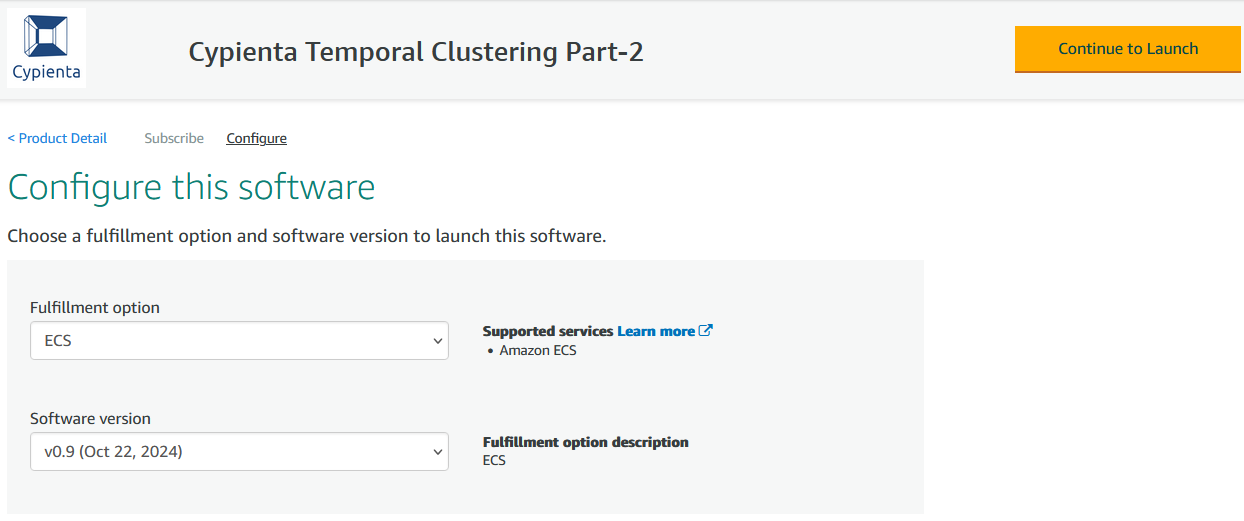 Cypienta
Cypienta Temporal Clustering Part-2
Continue to Launch
< Product Detail
Subscribe
Configure
Configure this software
Choose a fulfillment option and software version to launch this software.
Fulfillment option
ECS
Supported services Learn more
• Amazon ECS
Software version
v0.9 (Oct 22, 2024)
Fulfillment option description
ECS